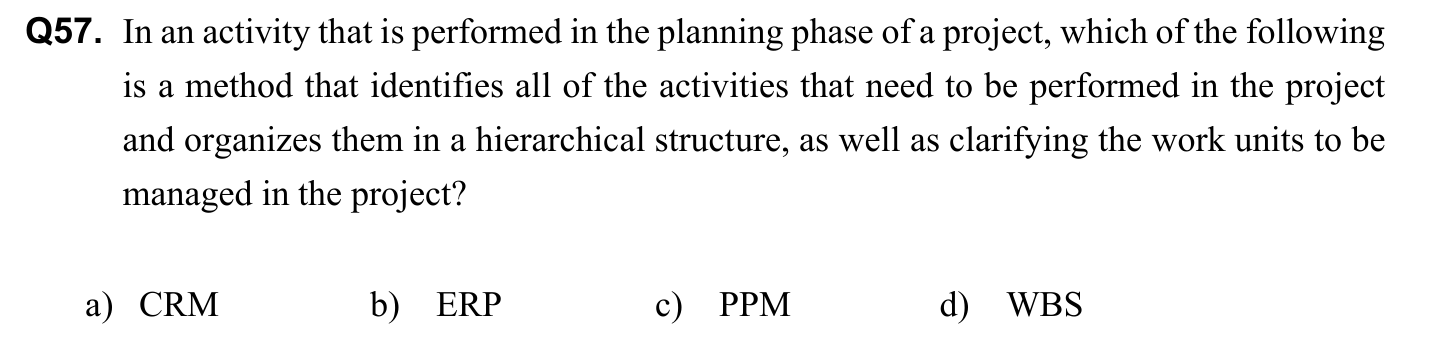 Q57. In an activity that is performed in the planning phase of a project, which of the following
is a method that identifies all of the activities that need to be performed in the project
and organizes them in a hierarchical structure, as well as clarifying the work units to be
managed in the project?
a) CRM b) ERP c) PPM d) WBS